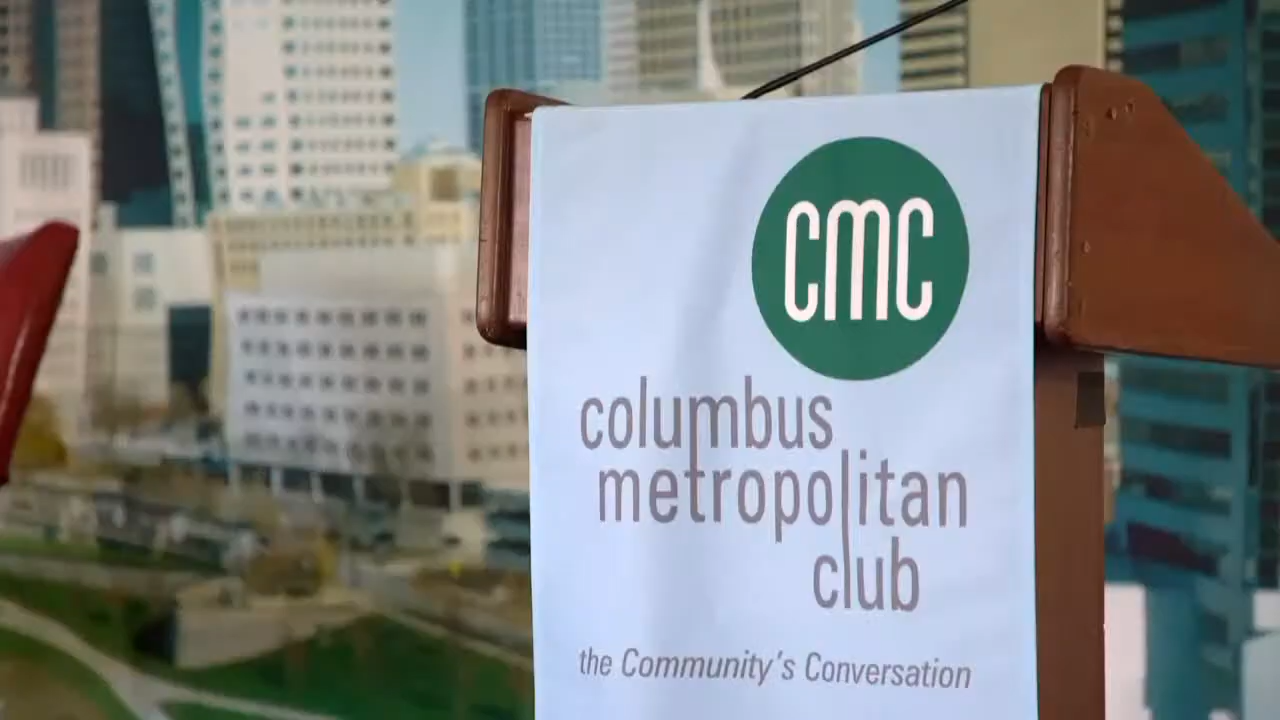 CMC
columbus
metropolitan
club
the Community's Conversation